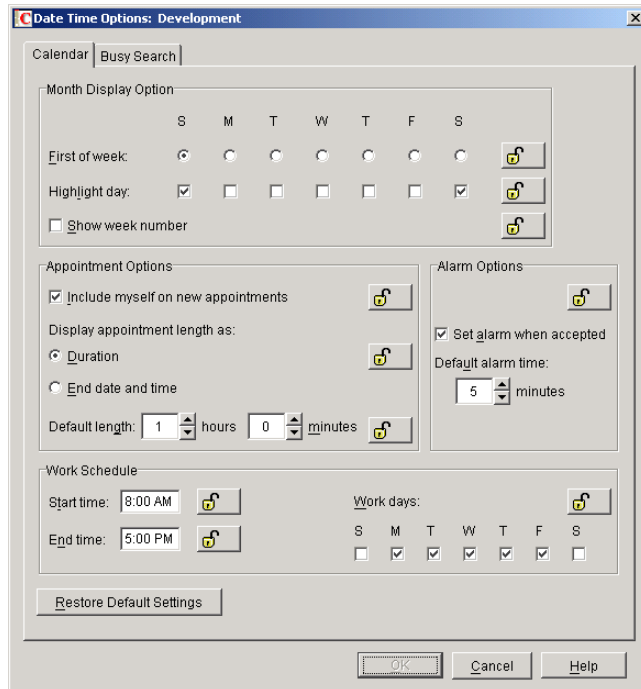 Date Time Options: Development
Calendar Busy Search
Month Display Option
S M T W T F S
First of week:
Highlight day:
Show week number
Appointment Options
Include myself on new appointments
Display appointment length as:
Duration
End date and time
Default length: 1 hours 0 minutes
Alarm Options
Set alarm when accepted
Default alarm time:
5 minutes
Work Schedule
Start time: 8:00 AM
End time: 5:00 PM
Work days:
S M T W T F S
Restore Default Settings
OK Cancel Help